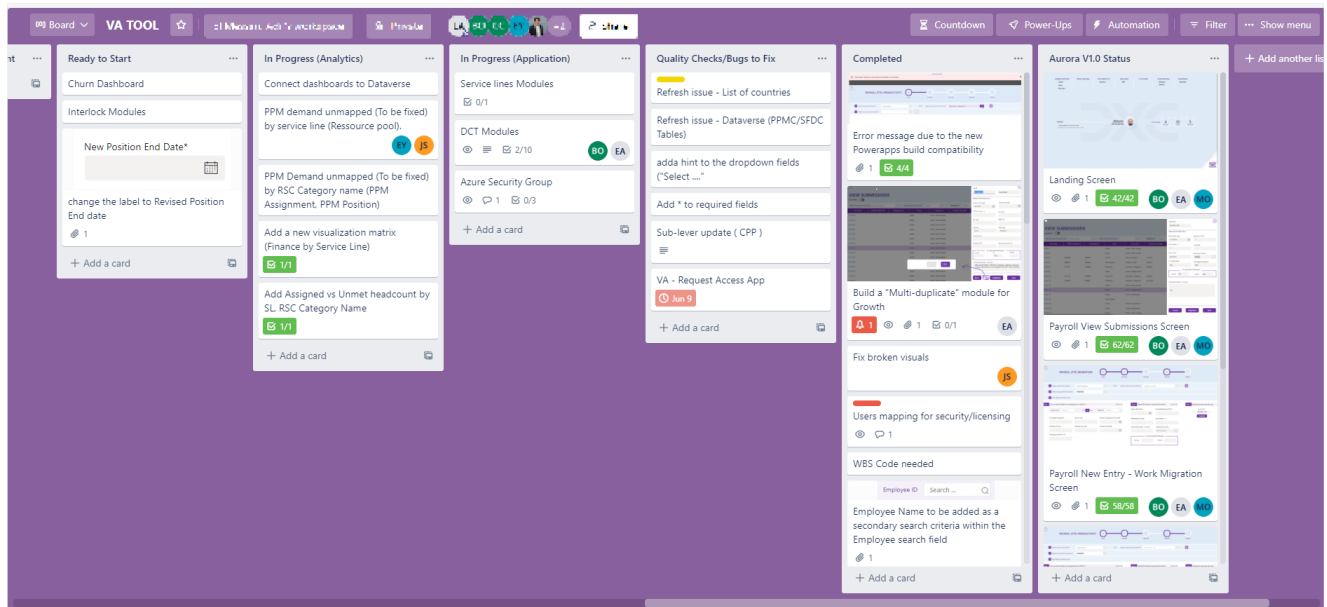 Board
VA TOOL
Countdown
Power-Ups
Automation
Filter
Show menu
nt
Ready to Start
Churn Dashboard
Interlock Modules
New Position End Date*
change the label to Revised Position
End date
1
+ Add a card
In Progress (Analytics)
Connect dashboards to Dataverse
PPM demand unmapped (To be fixed)
by service line (Ressource pool).
EY JS
PPM Demand unmapped (To be fixed)
by RSC Category name (PPM
Assignment, PPM Position)
Add a new visualization matrix
(Finance by Service Line)
1/1
Add Assigned vs Unmet headcount by
SL, RSC Category Name
1/1
+ Add a card
In Progress (Application)
Service lines Modules
0/1
DCT Modules
2/10 BO EA
Azure Security Group
1 0/3
+ Add a card
Quality Checks/Bugs to Fix
Refresh issue - List of countries
Refresh issue - Dataverse (PPMC/SFDC
Tables)
adda hint to the dropdown fields
("Select ....”
Add * to required fields
Sub-lever update ( CPP )
VA - Request Access App
Jun 9
+ Add a card
Completed
Error message due to the new
Powerapps build compatibility
1 4/4
Build a "Multi-duplicate" module for
Growth
1 1 0/1 EA
Fix broken visuals
JS
Users mapping for security/licensing
1
WBS Code needed
Employee ID Search ...
Employee Name to be added as a
secondary search criteria within the
Employee search field
1
+ Add a card
Aurora V1.0 Status
Landing Screen
1 42/42 BO EA MO
VIEW SUBMISSIONS
Payroll View Submissions Screen
1 62/62 BO EA MO
Payroll New Entry - Work Migration
Screen
1 58/58 BO EA MO
+ Add a card
+ Add another lis